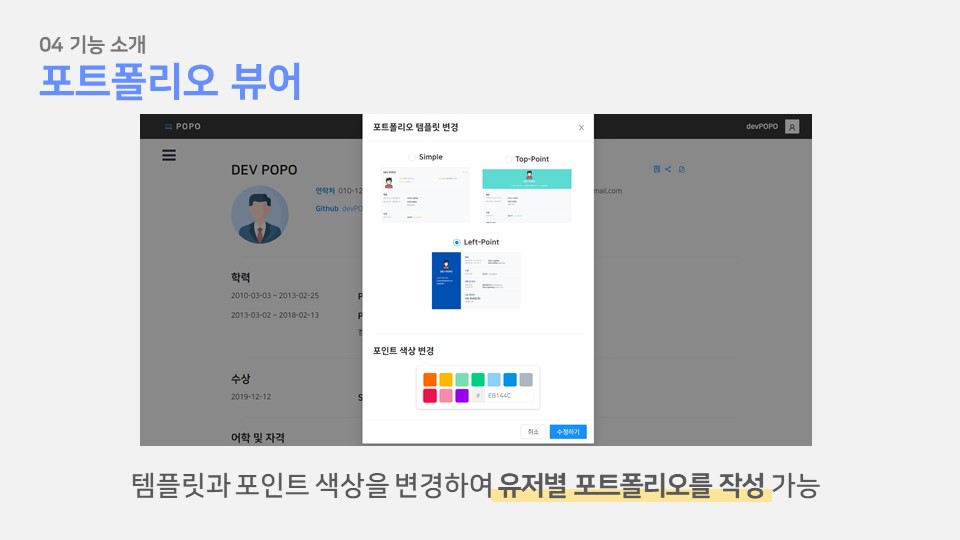 04 기능 소개
포트폴리오 뷰어
POPO
devPOPO
포트폴리오 템플릿 변경
Simple
Top-Point
Left-Point
DEV POPO
연락처 010-12
mail.com
Github devPO
학력
2010-03-03 ~ 2013-02-25
2013-03-02 ~ 2018-02-13
포인트 색상 변경
수상
2019-12-12
# EB144C
어학 및 자격
취소
수정하기
템플릿과 포인트 색상을 변경하여 유저별 포트폴리오를 작성 가능